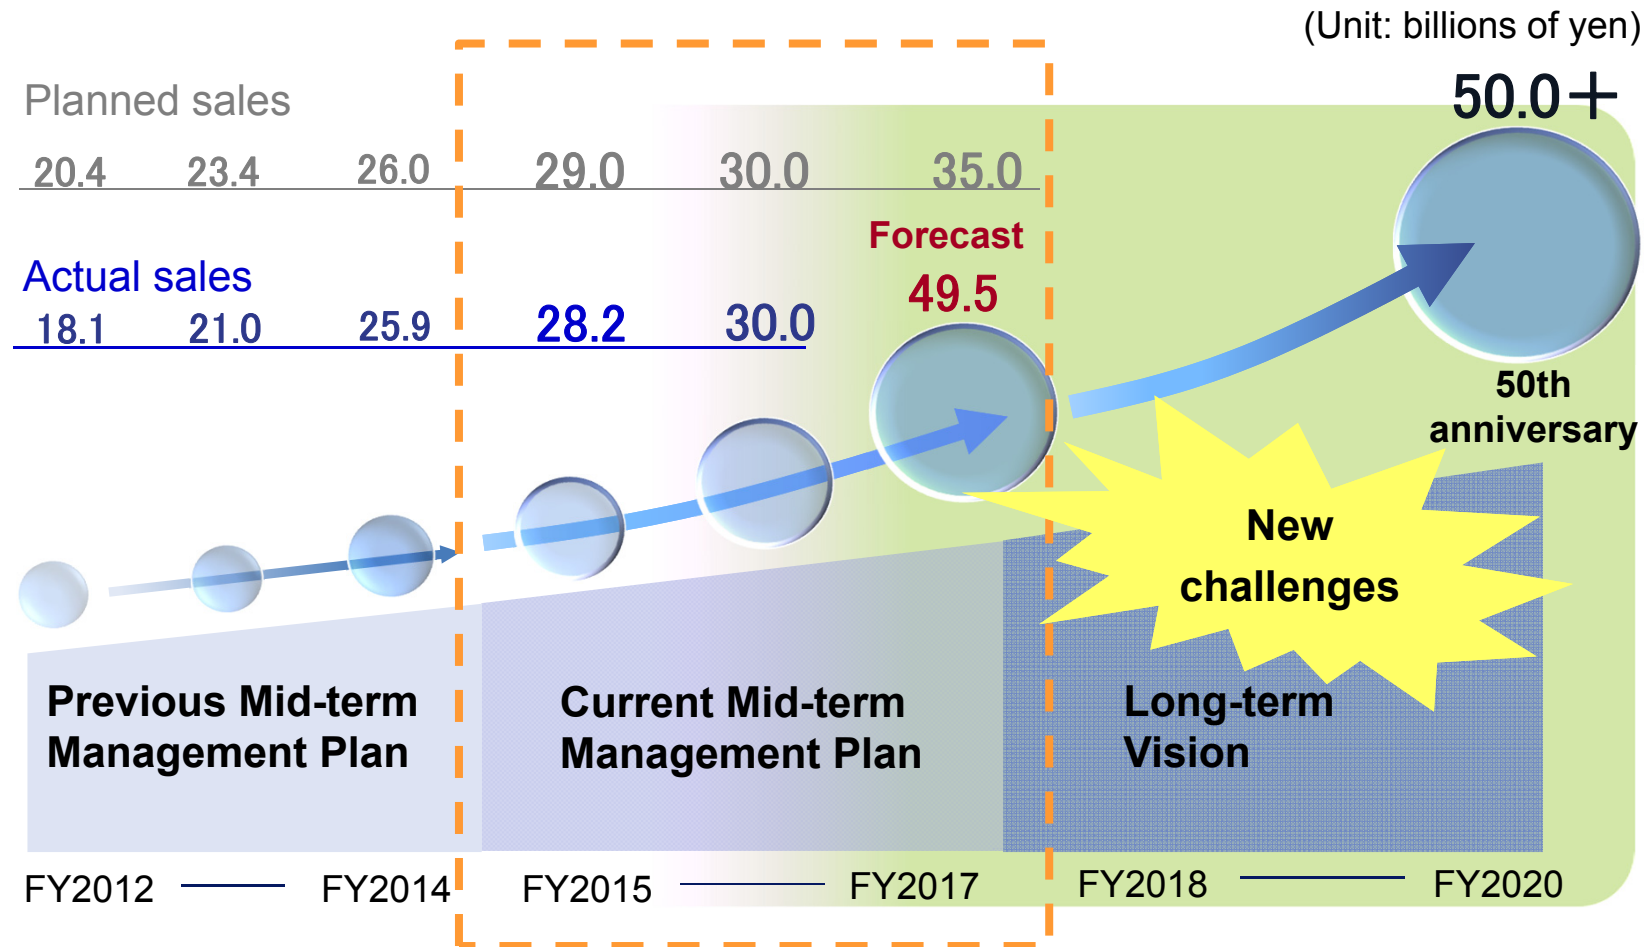 (Unit: billions of yen)
50.0＋
Planned sales
20.4 23.4 26.0 29.0 30.0 35.0
Forecast
49.5
Actual sales
18.1 21.0 25.9 28.2 30.0
50th
anniversary
New
challenges
Previous Mid-term
Management Plan
Current Mid-term
Management Plan
Long-term
Vision
FY2012 FY2014 FY2015 FY2017 FY2018 FY2020